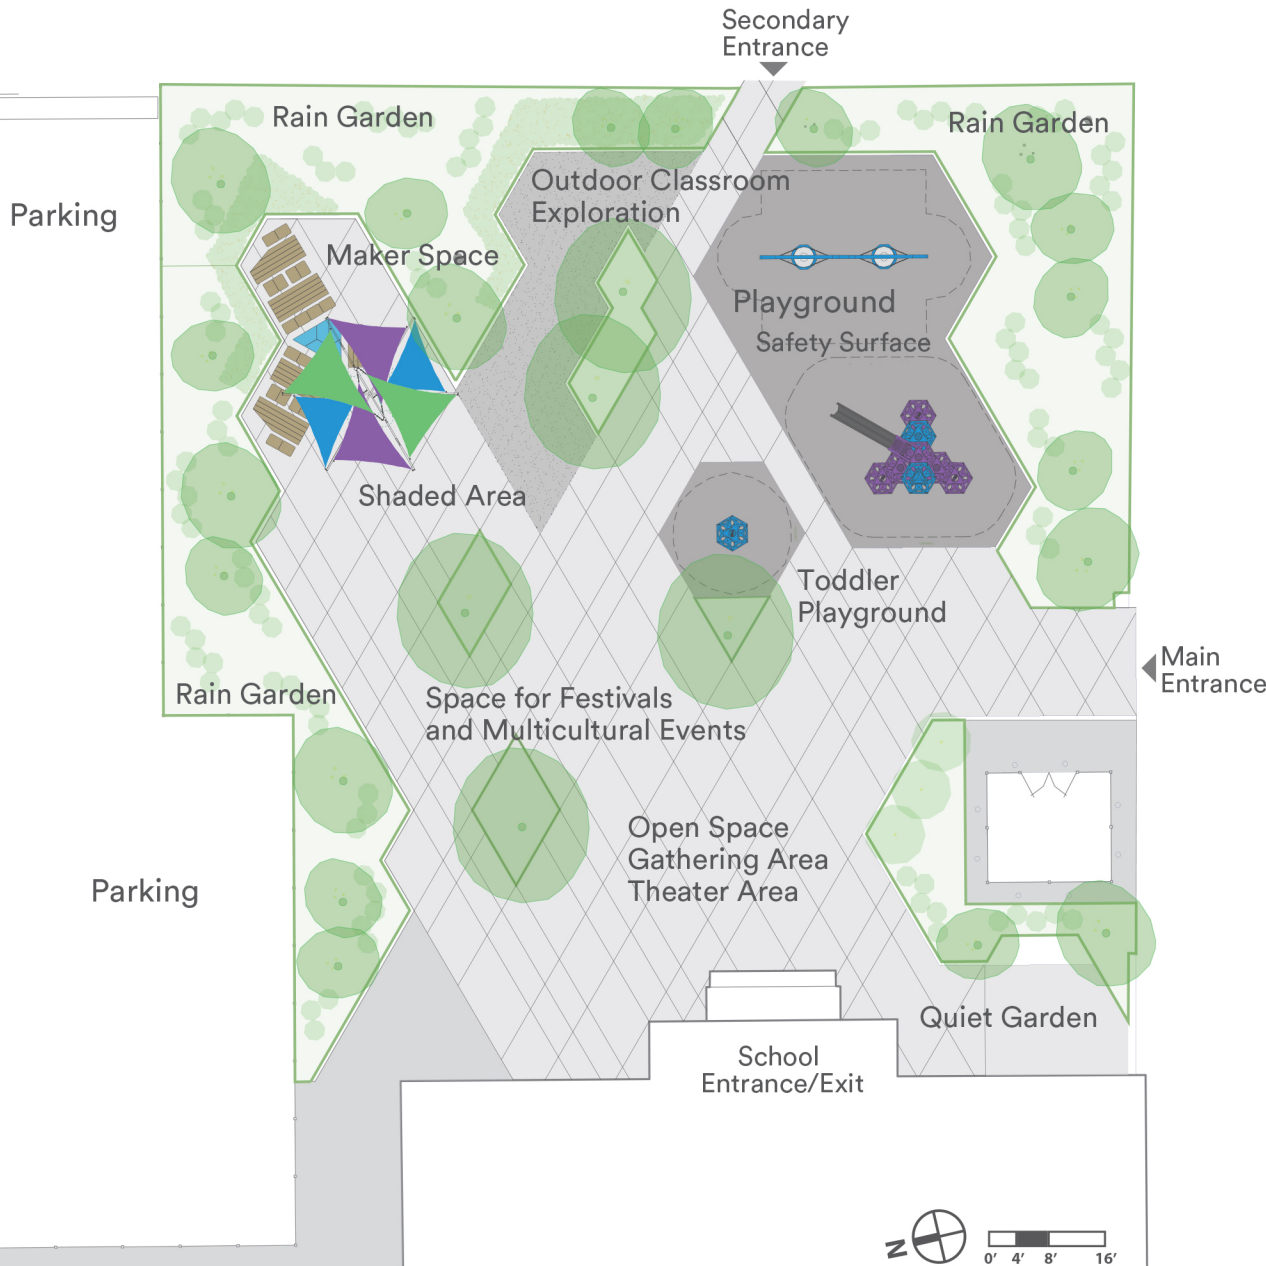 Secondary
Entrance
Rain Garden
Rain Garden
Parking
Outdoor Classroom
Exploration
Maker Space
Playground
Safety Surface
Shaded Area
Toddler
Playground
Main
Entrance
Rain Garden
Space for Festivals
and Multicultural Events
Open Space
Gathering Area
Theater Area
Parking
Quiet Garden
School
Entrance/Exit
N
0' 4' 8' 16'